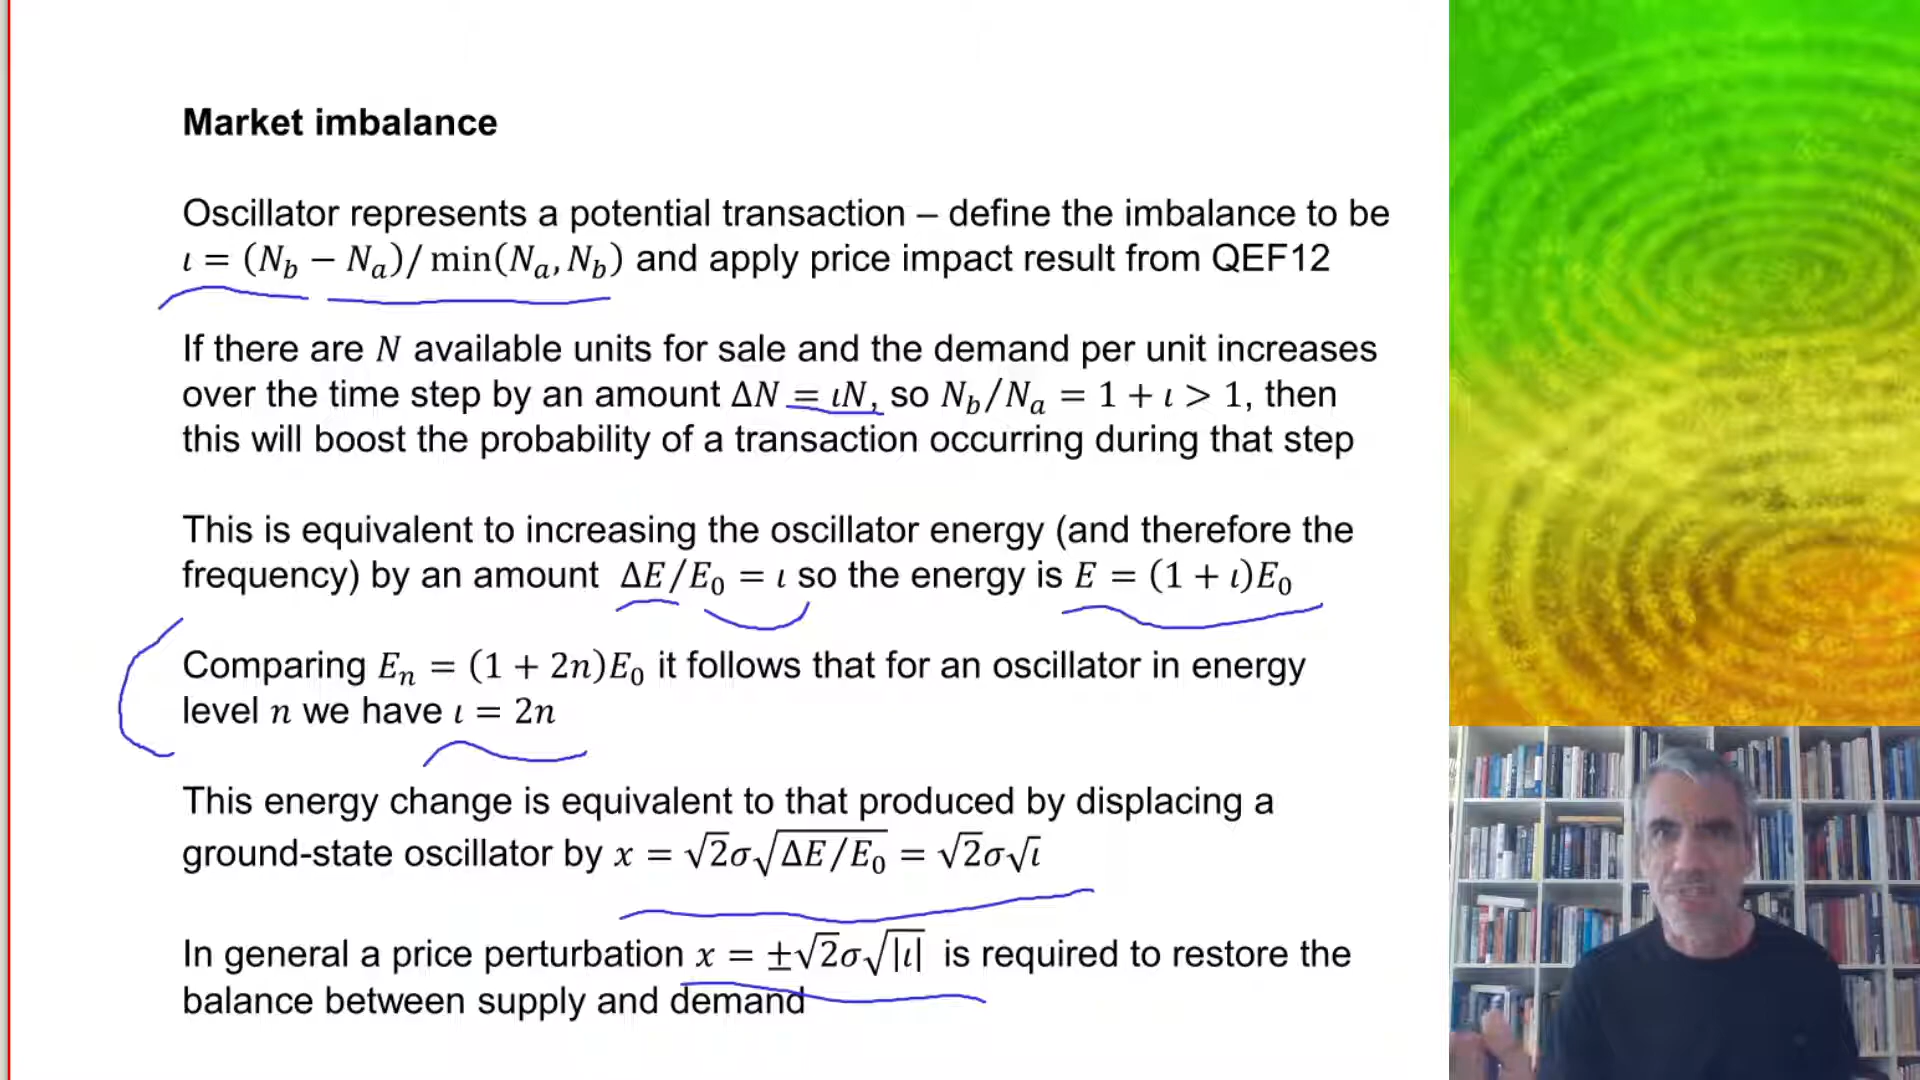 Market imbalance
Oscillator represents a potential transaction – define the imbalance to be
ι = (N_b − N_a)/ min(N_a, N_b) and apply price impact result from QEF12
If there are N available units for sale and the demand per unit increases
over the time step by an amount ΔN = ιN, so N_b/N_a = 1 + ι > 1, then
this will boost the probability of a transaction occurring during that step
This is equivalent to increasing the oscillator energy (and therefore the
frequency) by an amount ΔE/E_0 = ι so the energy is E = (1 + ι)E_0
Comparing E_n = (1 + 2n)E_0 it follows that for an oscillator in energy
level n we have ι = 2n
This energy change is equivalent to that produced by displacing a
ground-state oscillator by x = √2σ√(ΔE/E_0) = √2σ√ι
In general a price perturbation x = ±√2σ√|ι| is required to restore the
balance between supply and demand